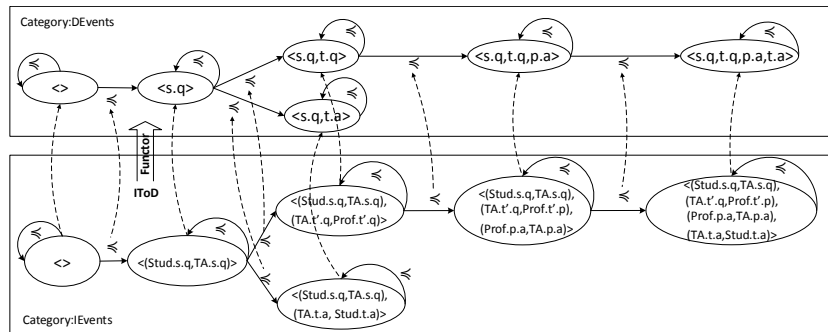 Category:DEvents
≼
≼
≼
≼
≼
<s.q,t.q>
<s.q,t.q,p.a>
<s.q,t.q,p.a,t.a>
<>
<s.q>
≼
≼
≼
<s.q,t.a>
≼
≼
≼
Functor
IToD
≼
≼
≼
<(Stud.s.q,TA.s.q),
(TA.t'.q,Prof.t'.q)>
<(Stud.s.q,TA.s.q),
(TA.t'.q,Prof.t'.p),
(Prof.p.a,TA.p.a)>
<(Stud.s.q,TA.s.q),
(TA.t'.q,Prof.t'.p)
(Prof.p.a,TA.p.a),
(TA.t.a,Stud.t.a)>
≼
≼
≼
≼
<>
<(Stud.s.q,TA.s.q)>
≼
≼
<(Stud.s.q,TA.s.q),
(TA.t.a, Stud.t.a)>
Category:IEvents